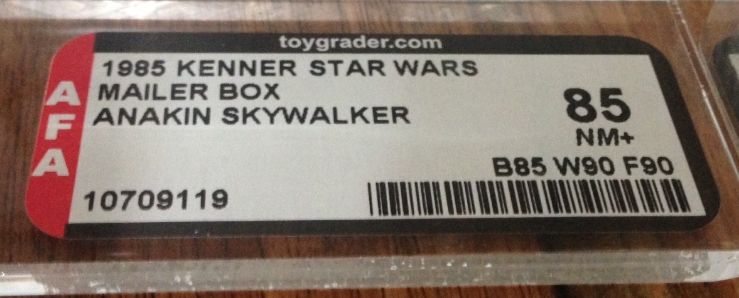 toygrader.com
AFA
1985 KENNER STAR WARS
MAILER BOX
ANAKIN SKYWALKER
85
NM+
B85 W90 F90
10709119